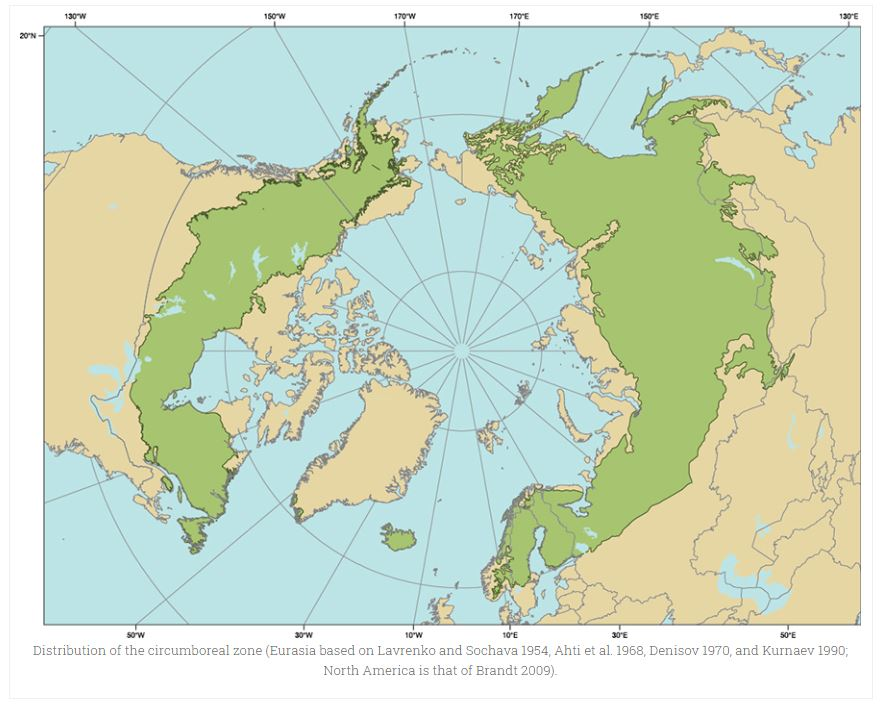 130°W 150°W 170°W 170°E 150°E 130°E
20°N
50°W 30°W 10°W 10°E 30°E 50°E
Distribution of the circumboreal zone (Eurasia based on Lavrenko and Sochava 1954, Ahti et al. 1968, Denisov 1970, and Kurnaev 1990;
North America is that of Brandt 2009).